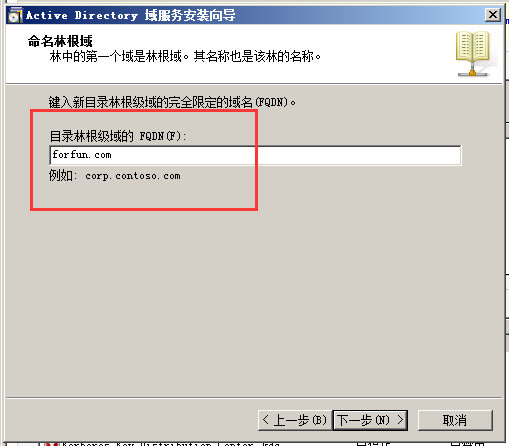 Active Directory 域服务安装向导
命名林根域
林中的第一个域是林根域。其名称也是该林的名称。
键入新目录林根级域的完全限定的域名(FQDN)。
目录林根级域的 FQDN(F):
forfun.com
例如: corp.contoso.com
< 上一步(B)
下一步(N) >
取消